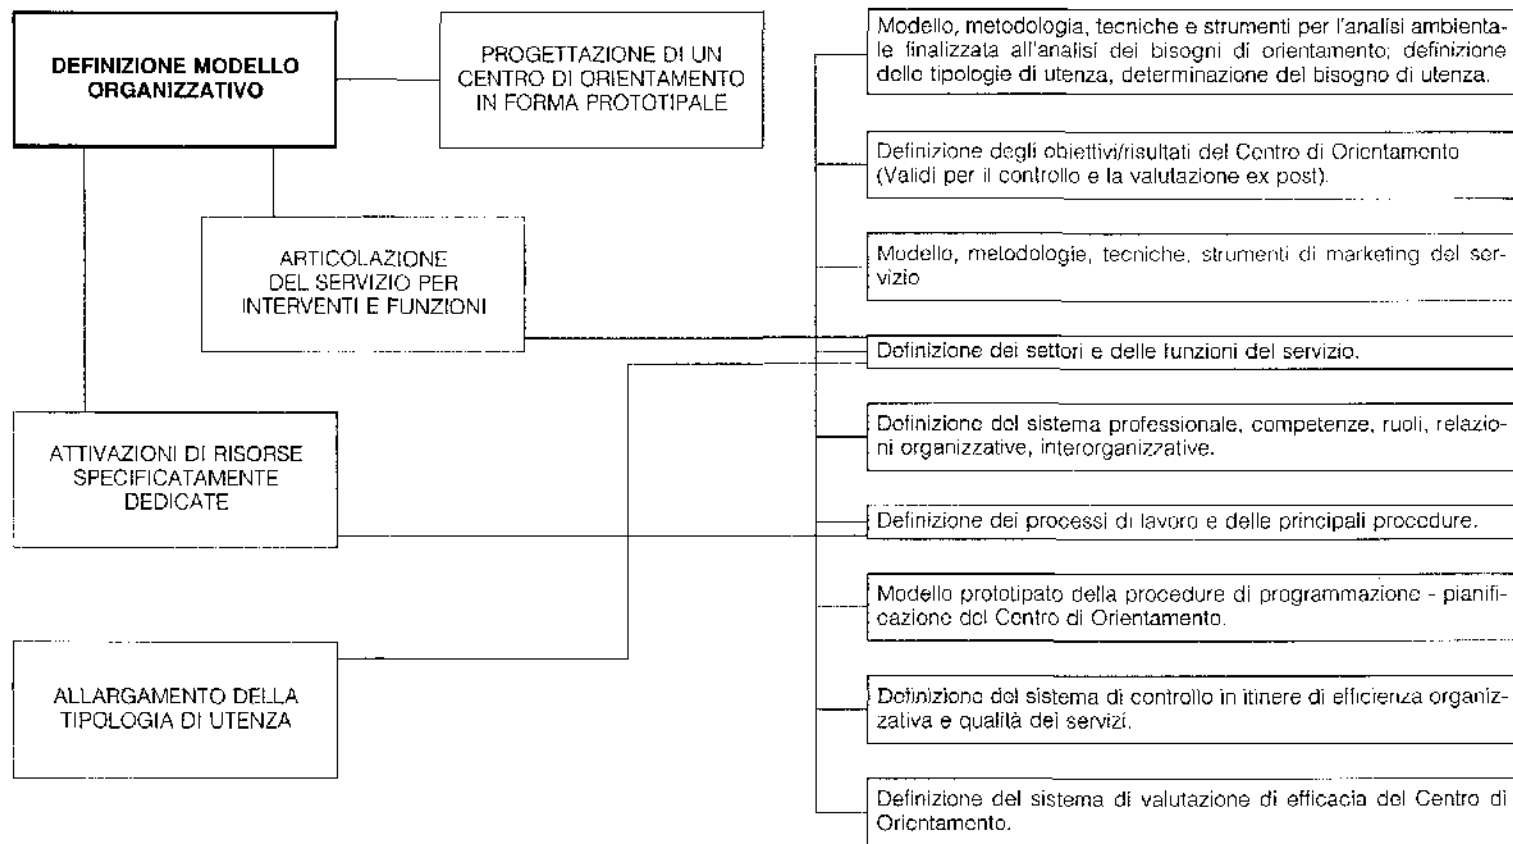 DEFINIZIONE MODELLO
ORGANIZZATIVO
PROGETTAZIONE DI UN
CENTRO DI ORIENTAMENTO
IN FORMA PROTOTIPALE
ARTICOLAZIONE
DEL SERVIZIO PER
INTERVENTI E FUNZIONI
ATTIVAZIONI DI RISORSE
SPECIFICATAMENTE
DEDICATE
ALLARGAMENTO DELLA
TIPOLOGIA DI UTENZA
Modello, metodologia, tecniche e strumenti per l'analisi ambienta-
le finalizzata all'analisi dei bisogni di orientamento; definizione
delle tipologie di utenza, determinazione del bisogno di utenza.
Definizione degli obiettivi/risultati del Centro di Orientamento
(Validi per il controllo e la valutazione ex post).
Modello, metodologie, tecniche, strumenti di marketing del ser-
vizio
Definizione dei settori e delle funzioni del servizio.
Definizione del sistema professionale, competenze, ruoli, relazio-
ni organizzative, interorganizzative.
Definizione dei processi di lavoro e delle principali procedure.
Modello prototipato della procedure di programmazione - pianifi-
cazione del Centro di Orientamento.
Definizione del sistema di controllo in itinere di efficienza organiz-
zativa e qualità dei servizi.
Definizione del sistema di valutazione di efficacia del Centro di
Orientamento.